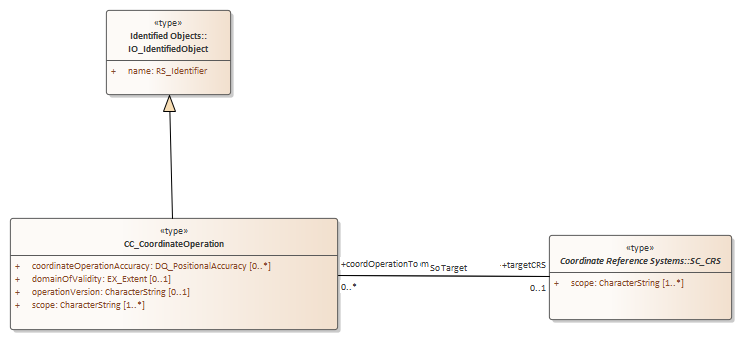 «type»
Identified Objects::
IO_IdentifiedObject
+ name: RS_Identifier
«type»
CC_CoordinateOperation
+ coordinateOperationAccuracy: DQ_PositionalAccuracy [0..*]
+ domainOfValidity: EX_Extent [0..1]
+ operationVersion: CharacterString [0..1]
+ scope: CharacterString [1..*]
+coordOperationTo
0..*
+targetCRS
0..1
«type»
Coordinate Reference Systems::SC_CRS
+ scope: CharacterString [1..*]